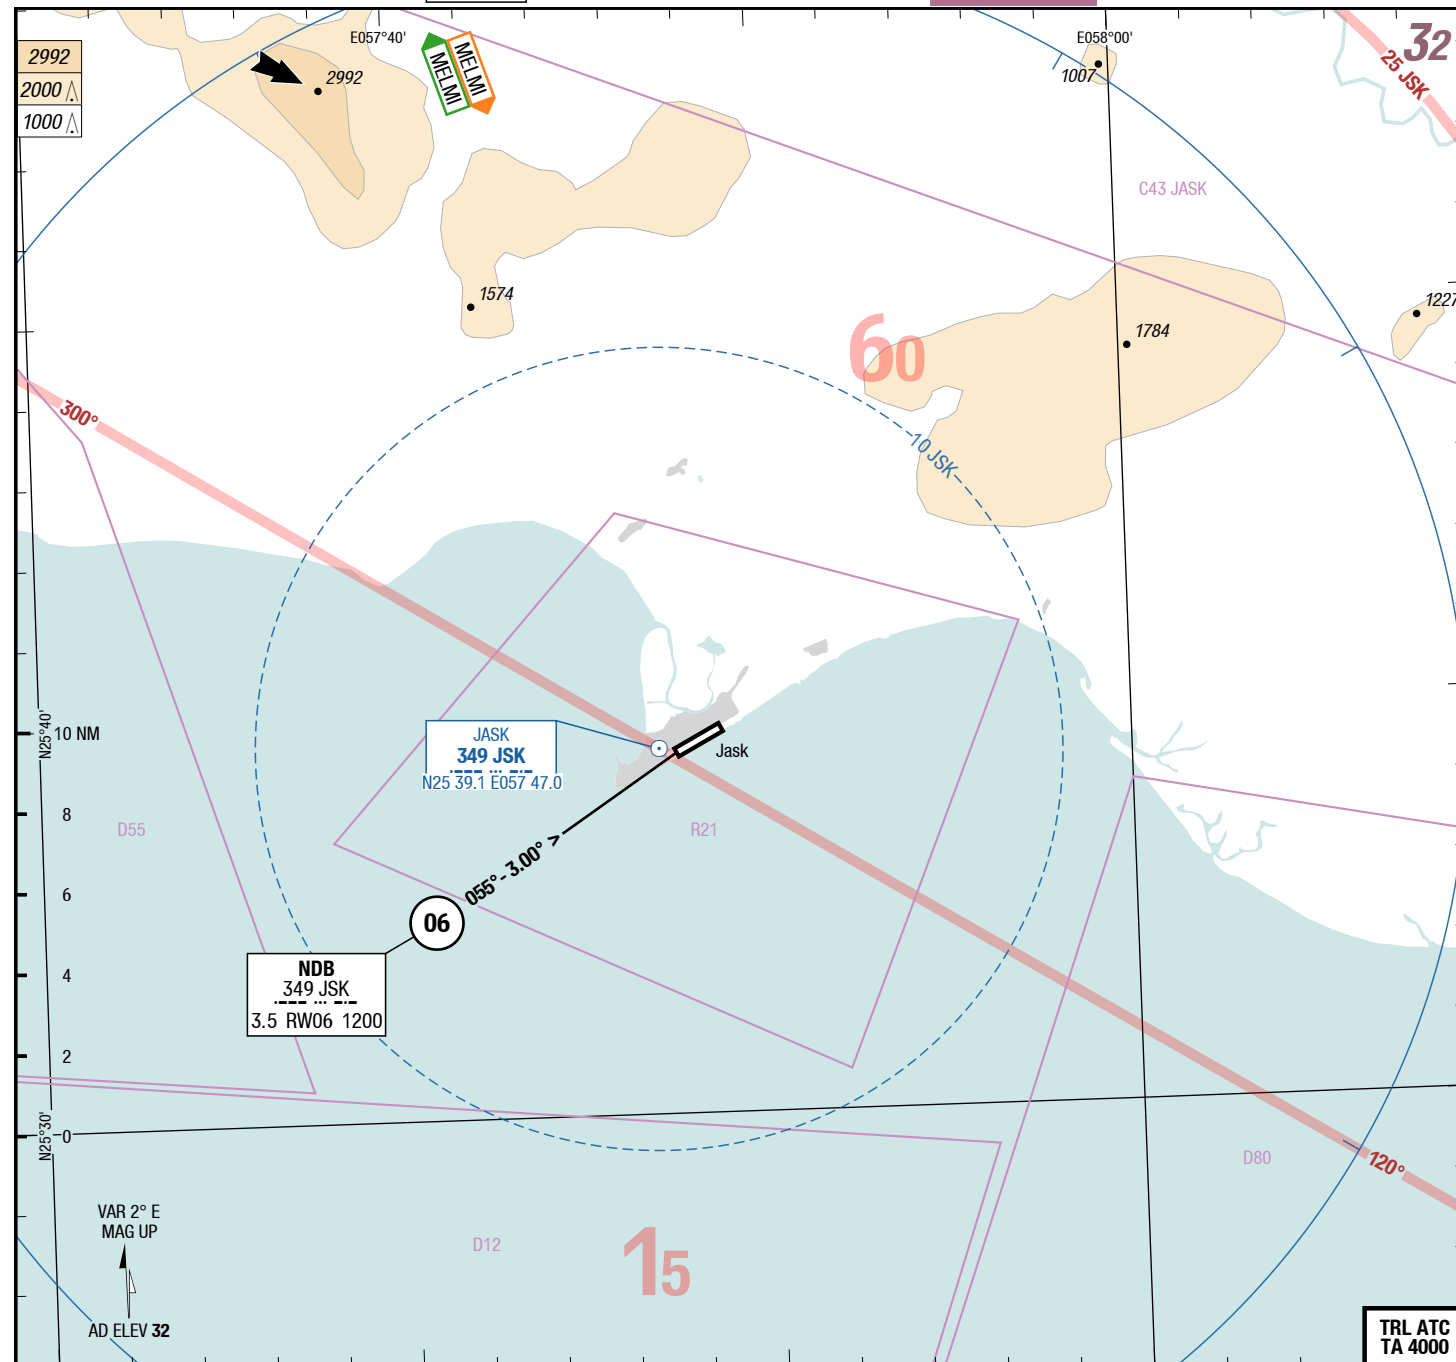 E057°40'
E058°00'
32
25 JSK
2992
2000
1000
2992
MELMI
MELMI
1007
C43 JASK
1574
1227
1784
60
300°
10 JSK
JASK
349 JSK
N25 39.1 E057 47.0
Jask
N25°40'
10 NM
8
6
4
2
0
D55
R21
055° - 3.00° >
06
NDB
349 JSK
3.5 RW06 1200
N25°30'
D80
120°
VAR 2° E
MAG UP
D12
15
AD ELEV 32
TRL ATC
TA 4000